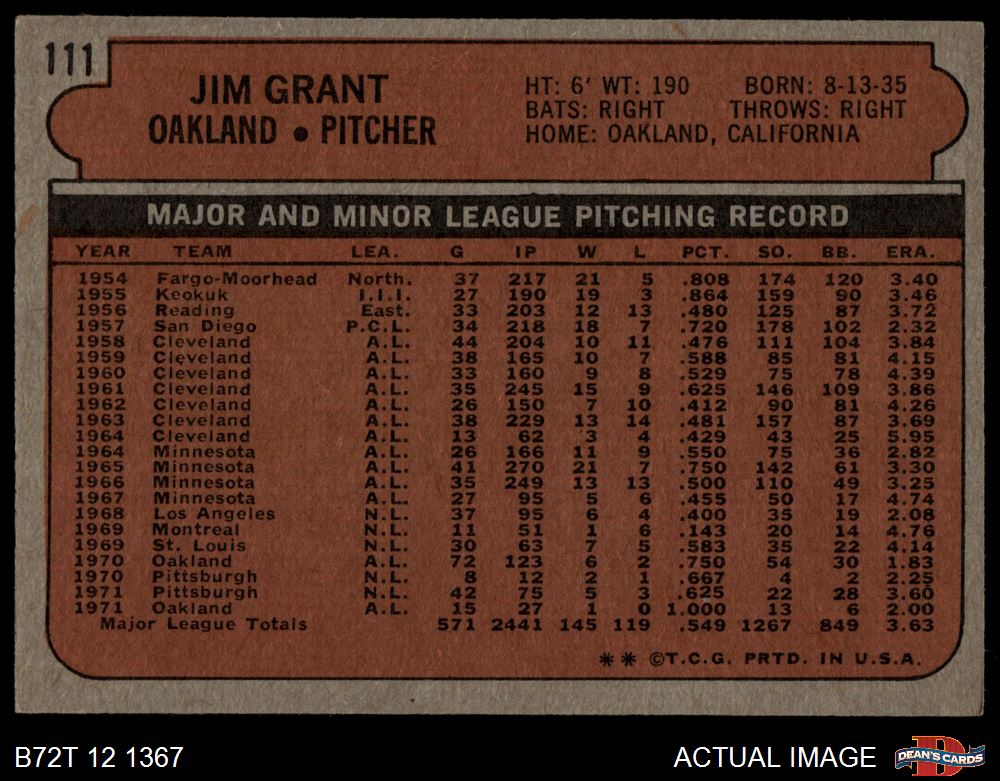 111
JIM GRANT
OAKLAND • PITCHER
HT: 6' WT: 190 BORN: 8-13-35
BATS: RIGHT THROWS: RIGHT
HOME: OAKLAND, CALIFORNIA
MAJOR AND MINOR LEAGUE PITCHING RECORD
YEAR TEAM LEA. G IP W L PCT. SO. BB. ERA.
1954 Fargo-Moorhead North. 37 217 21 5 .808 174 120 3.40
1955 Keokuk I.I.I. 27 190 19 3 .864 159 90 3.46
1956 Reading East. 33 203 12 13 .480 125 87 3.72
1957 San Diego P.C.L. 34 218 18 7 .720 178 102 2.32
1958 Cleveland A.L. 44 204 10 11 .476 111 104 3.84
1959 Cleveland A.L. 38 165 10 7 .588 85 81 4.15
1960 Cleveland A.L. 33 160 9 8 .529 75 78 4.39
1961 Cleveland A.L. 35 245 15 9 .625 146 109 3.86
1962 Cleveland A.L. 26 150 7 10 .412 90 81 4.26
1963 Cleveland A.L. 38 229 13 14 .481 157 87 3.69
1964 Cleveland A.L. 13 62 3 4 .429 43 25 5.95
1964 Minnesota A.L. 26 166 11 9 .550 75 36 2.82
1965 Minnesota A.L. 41 270 21 7 .750 142 61 3.30
1966 Minnesota A.L. 35 249 13 13 .500 110 49 3.25
1967 Minnesota A.L. 27 95 5 6 .455 50 17 4.74
1968 Los Angeles N.L. 37 95 6 4 .400 35 19 2.08
1969 Montreal N.L. 11 51 1 6 .143 20 14 4.76
1969 St. Louis N.L. 30 63 7 5 .583 35 22 4.14
1970 Oakland A.L. 72 123 6 2 .750 54 30 1.83
1970 Pittsburgh N.L. 8 12 2 1 .667 4 2 2.25
1971 Pittsburgh N.L. 42 75 5 3 .625 22 28 3.60
1971 Oakland A.L. 15 27 1 0 1.000 13 6 2.00
Major League Totals 571 2441 145 119 .549 1267 849 3.63
** ©T.C.G. PRTD. IN U.S.A.
B72T 12 1367 ACTUAL IMAGE DEAN'S CARDS